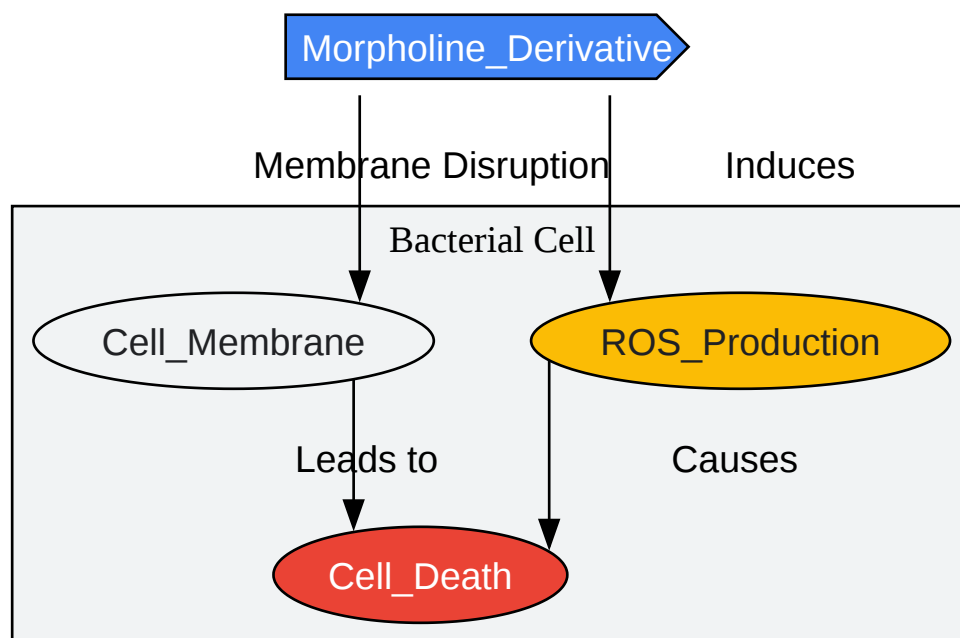 Morpholine_Derivative
Membrane Disruption
Induces
Bacterial Cell
Cell_Membrane
ROS_Production
Leads to
Causes
Cell_Death